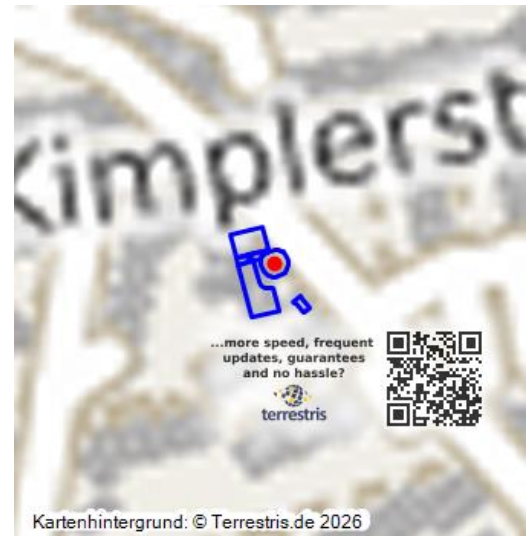 Kimplerst
...more speed, frequent
updates, guarantees
and no hassle?
terrestris
Kartenhintergrund: © Terrestris.de 2026